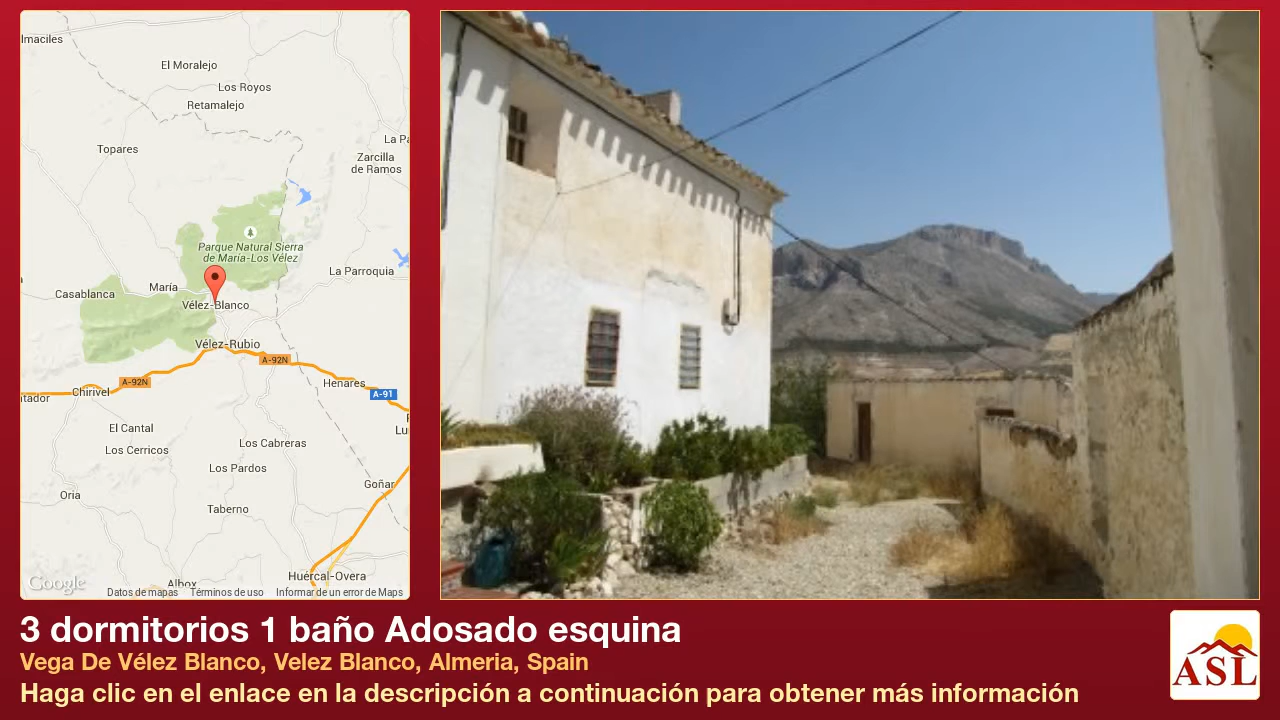 lmaciles
El Moralejo
Los Royos
Retamalejo
La Pa
Topares
Zarcilla
de Ramos
Parque Natural Sierra
de María-Los Vélez
La Parroquia
María
Casablanca
Vélez-Blanco
Vélez-Rubio
A-92N
A-92N
Henares
A-91
Chirivel
ntador
El Cantal
Lu
Los Cerricos
Los Cabreras
Los Pardos
Goñar
Oria
Taberno
Huércal-Overa
Albox
Google
Datos de mapas Términos de uso Informar de un error de Maps
3 dormitorios 1 baño Adosado esquina
Vega De Vélez Blanco, Velez Blanco, Almeria, Spain
Haga clic en el enlace en la descripción a continuación para obtener más información
ASL